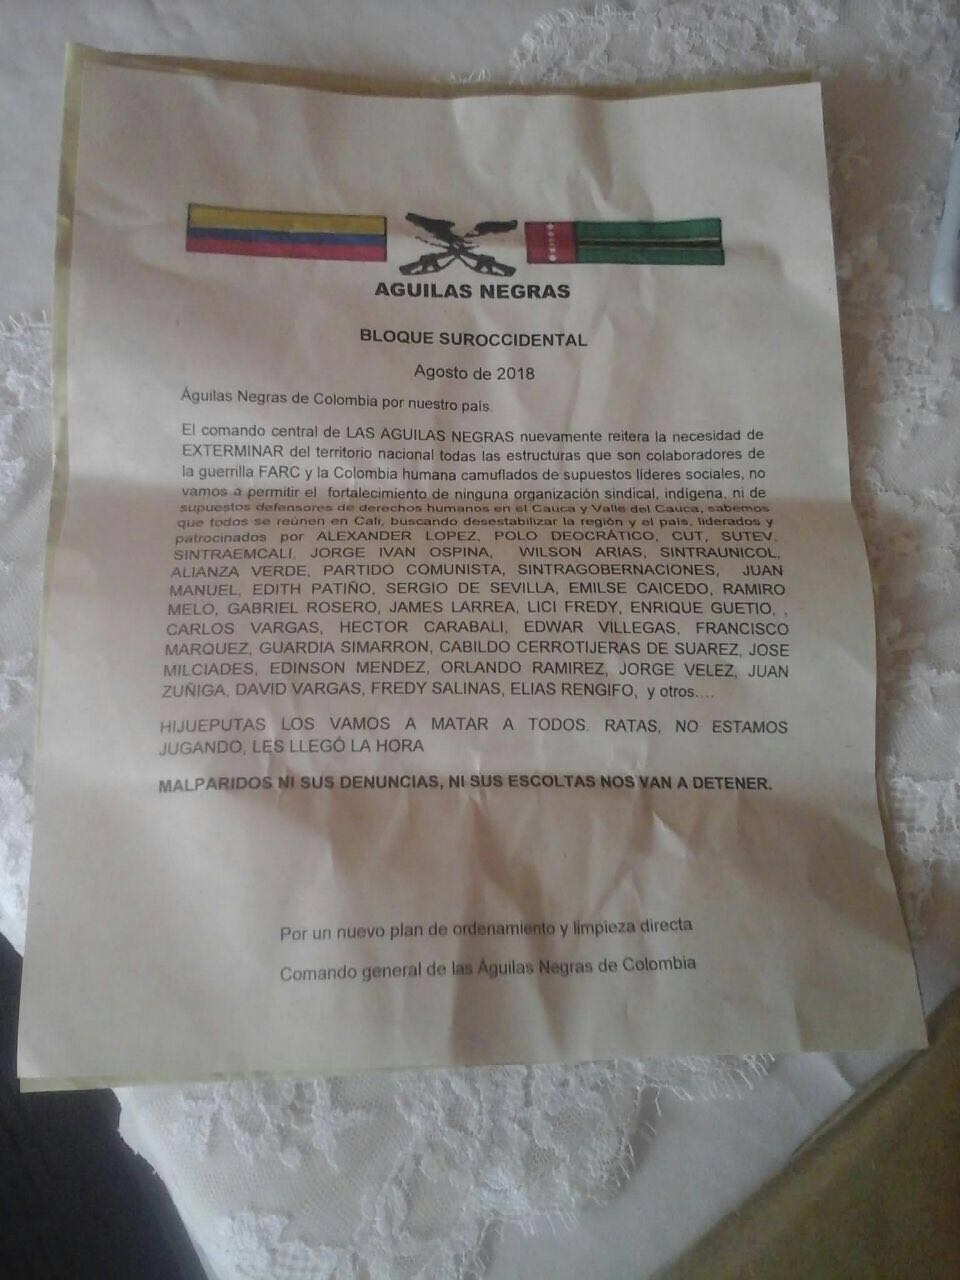 AGUILAS NEGRAS
BLOQUE SUROCCIDENTAL
Agosto de 2018
Águilas Negras de Colombia por nuestro país.
El comando central de LAS AGUILAS NEGRAS nuevamente reitera la necesidad de
EXTERMINAR del territorio nacional todas las estructuras que son colaboradores de
la guerrilla FARC y la Colombia humana camuflados de supuestos lideres sociales, no
vamos a permitir el fortalecimiento de ninguna organización sindical, indígena, ni de
supuestos defensores de derechos humanos en el Cauca y Valle del Cauca, sabemos
que todos se reúnen en Cali, buscando desestabilizar la región y el país, liderados y
patrocinados por ALEXANDER LOPEZ, POLO DEOCRÁTICO, CUT, SUTEV,
SINTRAEMCALI, JORGE IVAN OSPINA, WILSON ARIAS, SINTRAUNICOL,
ALIANZA VERDE, PARTIDO COMUNISTA, SINTRAGOBERNACIONES, JUAN
MANUEL, EDITH PATIÑO, SERGIO DE SEVILLA, EMILSE CAICEDO, RAMIRO
MELO, GABRIEL ROSERO, JAMES LARREA, LICI FREDY, ENRIQUE GUETIO, ,
CARLOS VARGAS, HECTOR CARABALI, EDWAR VILLEGAS, FRANCISCO
MARQUEZ, GUARDIA SIMARRON, CABILDO CERROTIJERAS DE SUAREZ, JOSE
MILCIADES, EDINSON MENDEZ, ORLANDO RAMIREZ, JORGE VELEZ, JUAN
ZUÑIGA, DAVID VARGAS, FREDY SALINAS, ELIAS RENGIFO, y otros....
HIJUEPUTAS LOS VAMOS A MATAR A TODOS. RATAS, NO ESTAMOS
JUGANDO, LES LLEGÓ LA HORA
MALPARIDOS NI SUS DENUNCIAS, NI SUS ESCOLTAS NOS VAN A DETENER.
Por un nuevo plan de ordenamiento y limpieza directa
Comando general de las Águilas Negras de Colombia